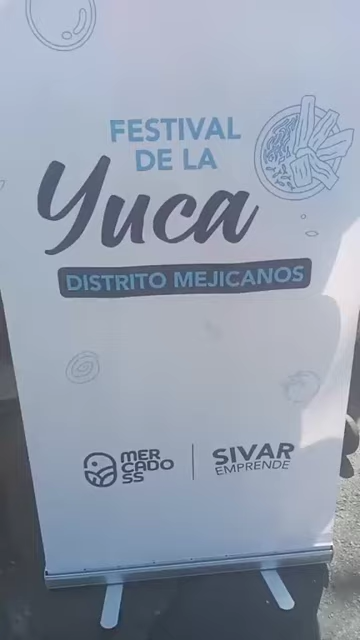 FESTIVAL
DE LA
Yuca
DISTRITO MEJICANOS
MER
CADO
SS
SIVAR
EMPRENDE